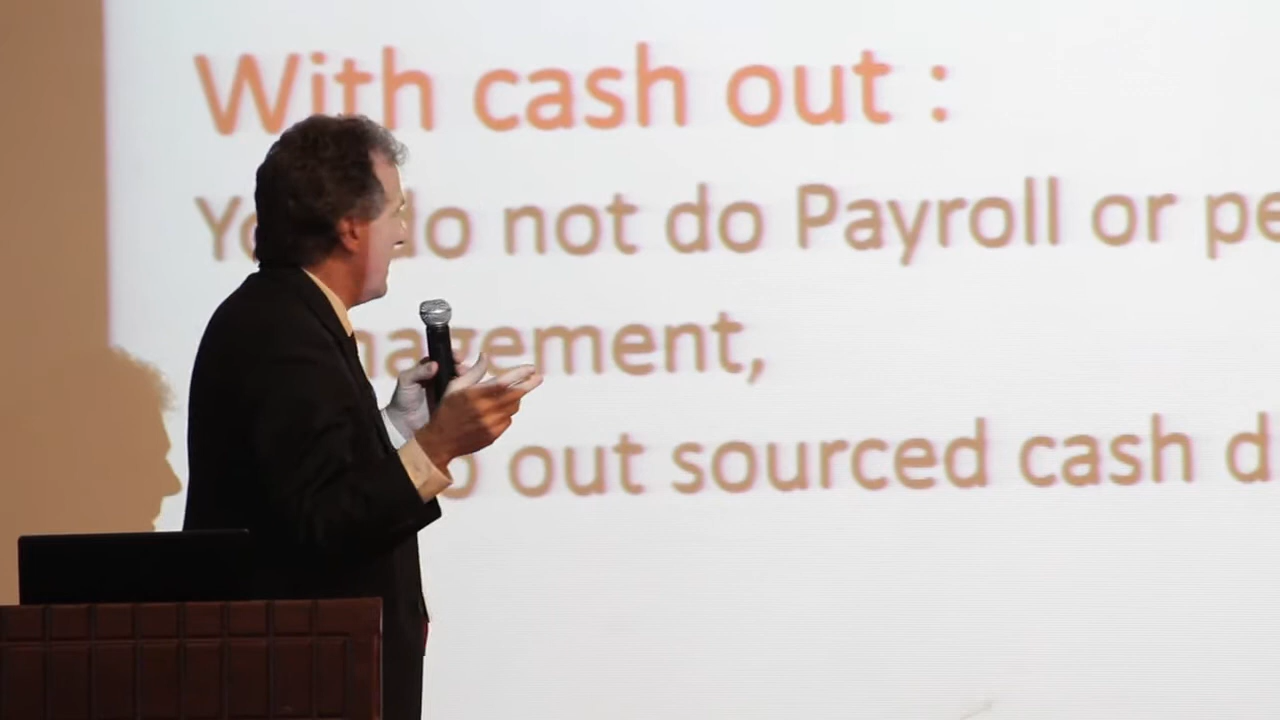 With cash out :
do not do Payroll or pe
nagement,
o out sourced cash d